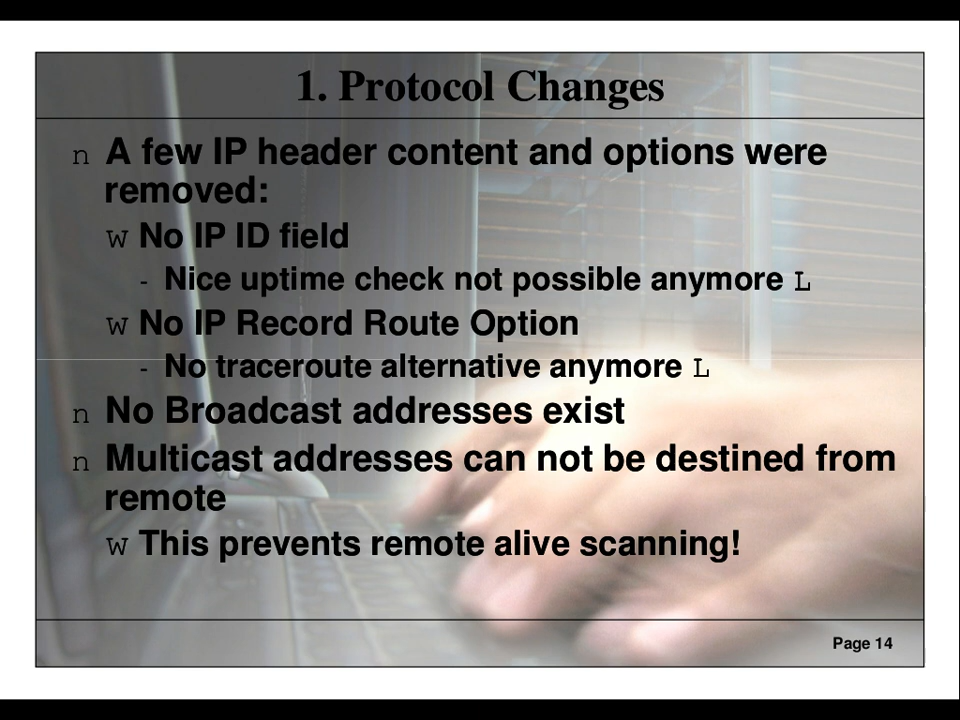 1. Protocol Changes
n A few IP header content and options were
removed:
w No IP ID field
- Nice uptime check not possible anymore L
w No IP Record Route Option
- No traceroute alternative anymore L
n No Broadcast addresses exist
n Multicast addresses can not be destined from
remote
w This prevents remote alive scanning!
Page 14